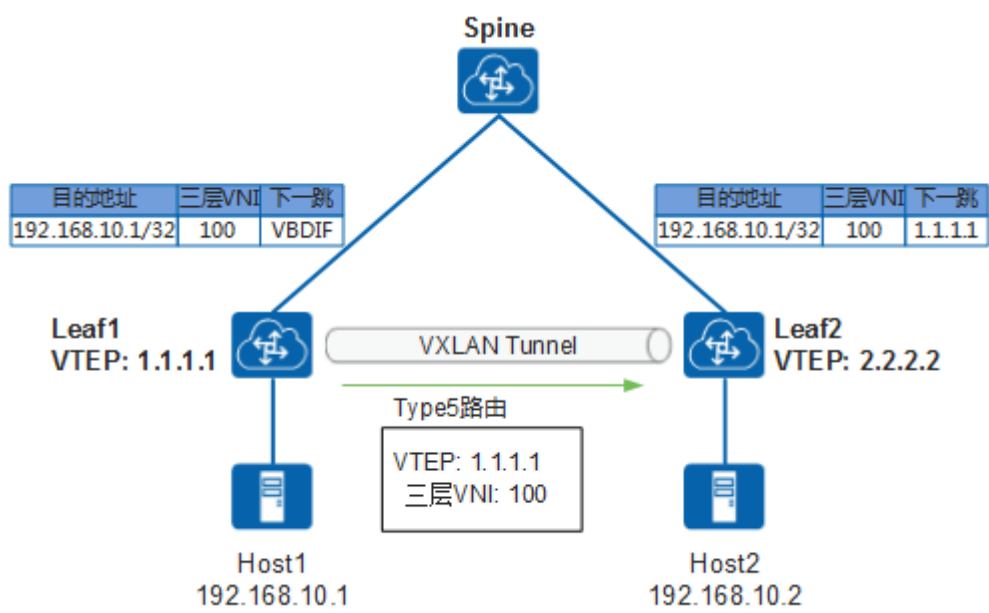 Spine
目的地址 三层VNI 下一跳
192.168.10.1/32 100 VBDIF
目的地址 三层VNI 下一跳
192.168.10.1/32 100 1.1.1.1
Leaf1
VTEP: 1.1.1.1
VXLAN Tunnel
Leaf2
VTEP: 2.2.2.2
Type5路由
VTEP: 1.1.1.1
三层VNI: 100
Host1
192.168.10.1
Host2
192.168.10.2